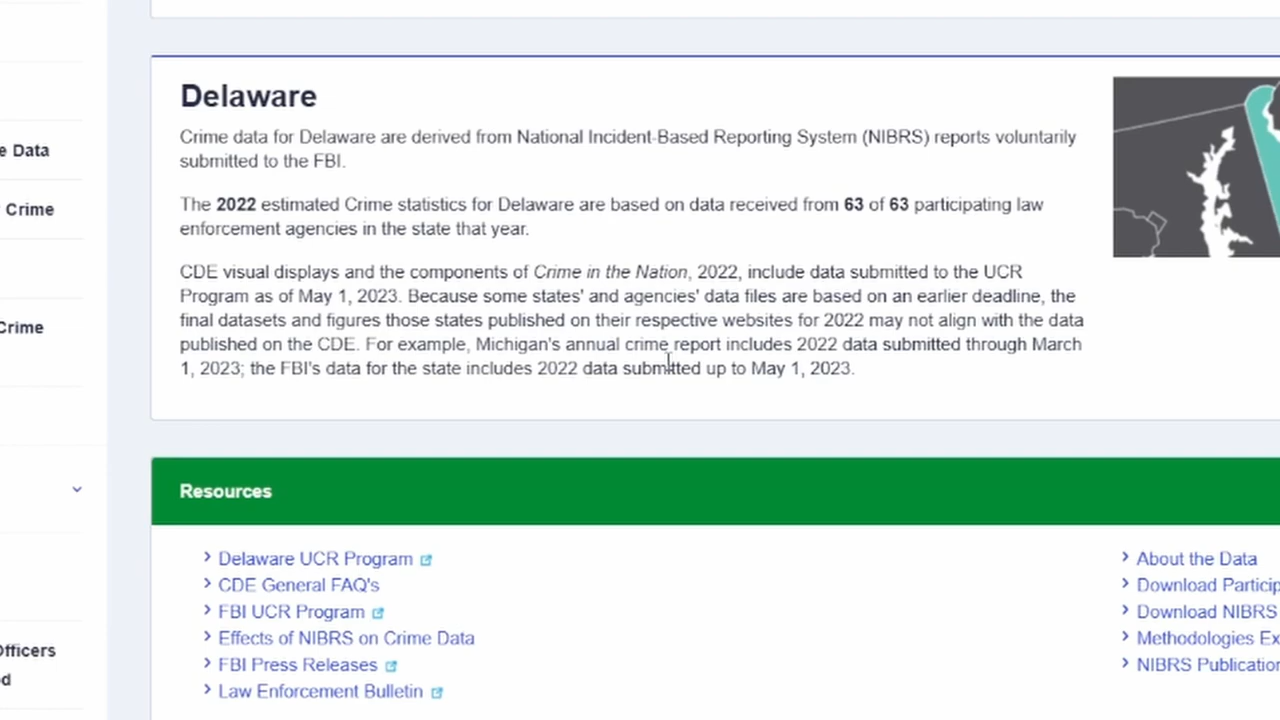 e Data
Crime
Crime
Officers
d
Delaware
Crime data for Delaware are derived from National Incident-Based Reporting System (NIBRS) reports voluntarily
submitted to the FBI.
The 2022 estimated Crime statistics for Delaware are based on data received from 63 of 63 participating law
enforcement agencies in the state that year.
CDE visual displays and the components of Crime in the Nation, 2022, include data submitted to the UCR
Program as of May 1, 2023. Because some states' and agencies' data files are based on an earlier deadline, the
final datasets and figures those states published on their respective websites for 2022 may not align with the data
published on the CDE. For example, Michigan's annual crime report includes 2022 data submitted through March
1, 2023; the FBI's data for the state includes 2022 data submitted up to May 1, 2023.
Resources
Delaware UCR Program
CDE General FAQ's
FBI UCR Program
Effects of NIBRS on Crime Data
FBI Press Releases
Law Enforcement Bulletin
About the Data
Download Particip
Download NIBRS
Methodologies Ex
NIBRS Publication